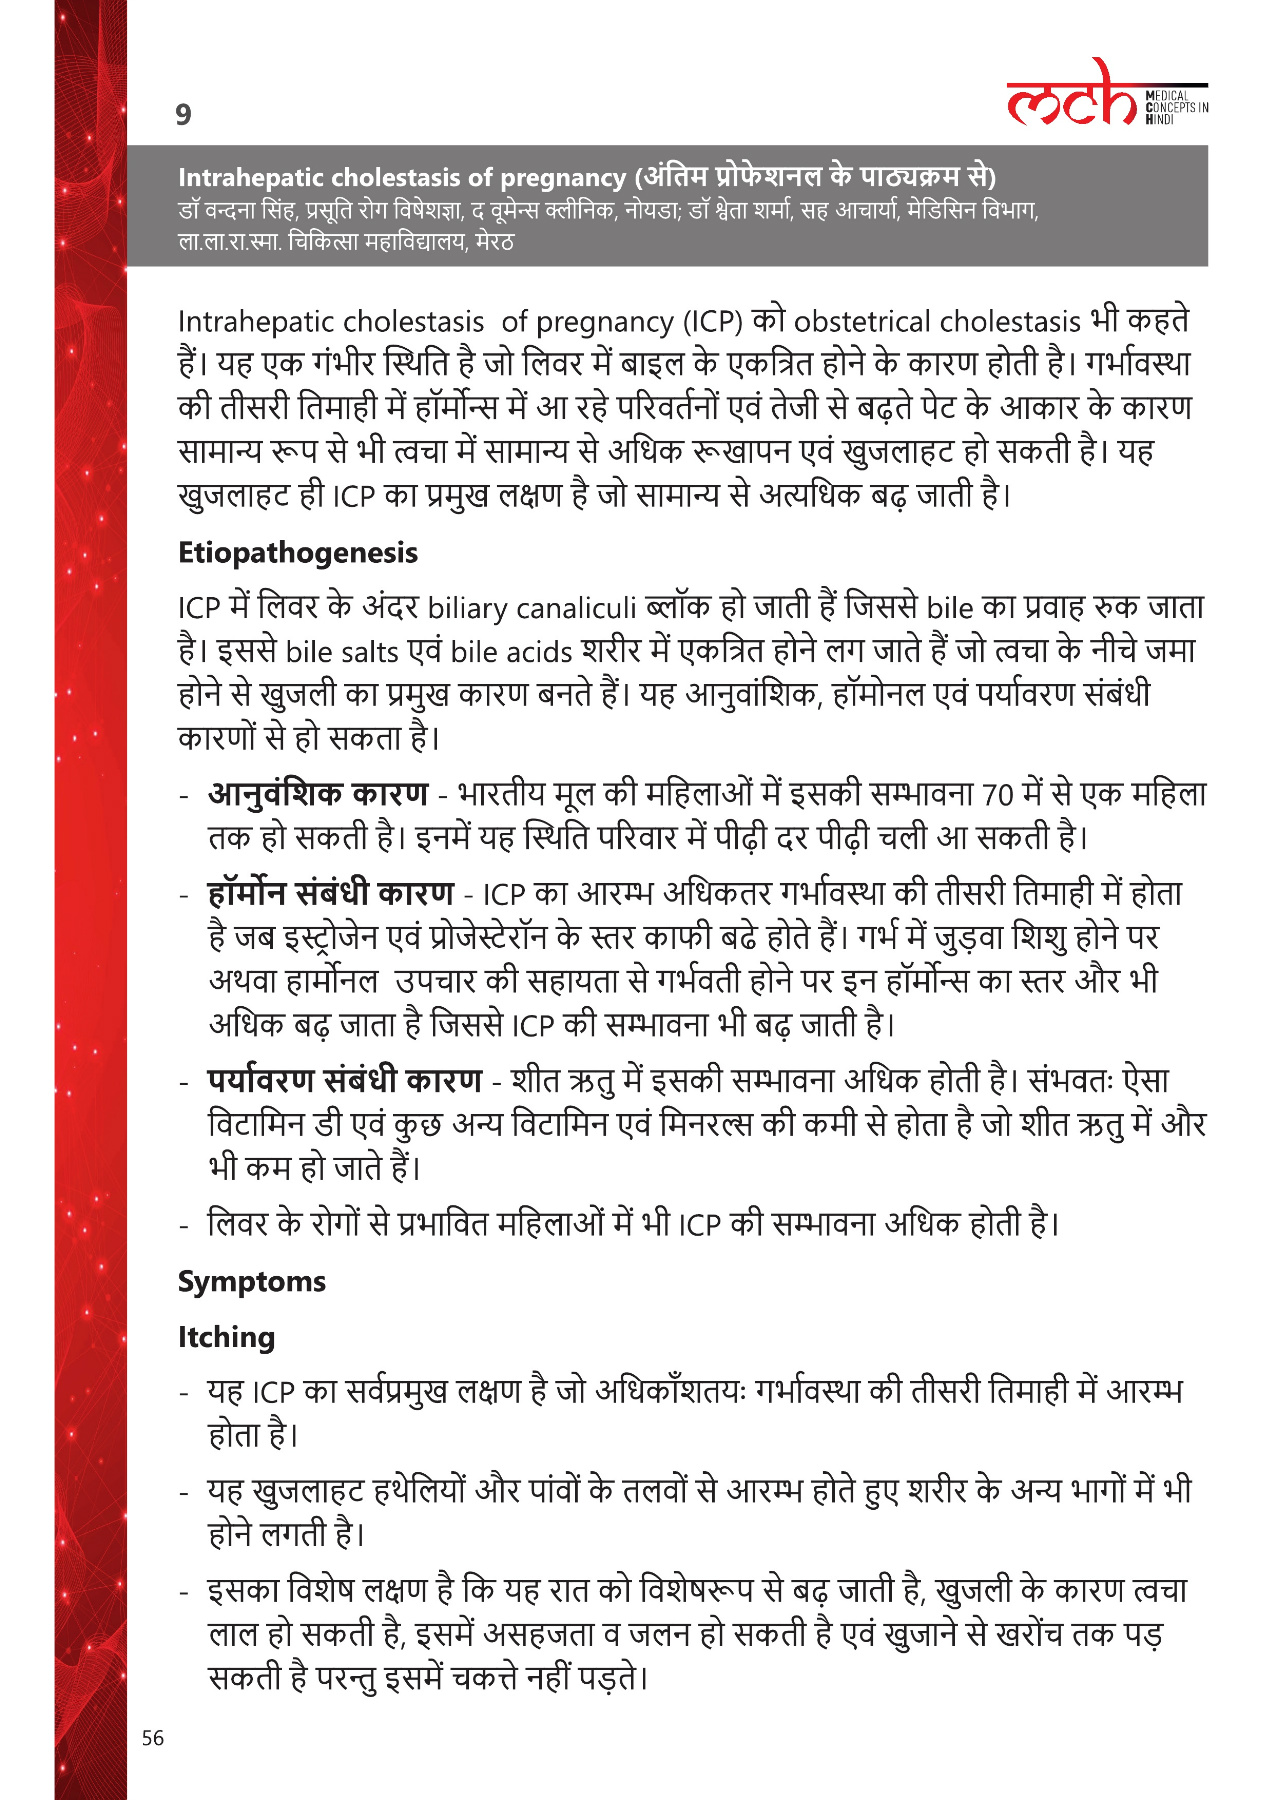 9
mch
MEDICAL
CONCEPTS IN
HINDI
Intrahepatic cholestasis of pregnancy (अंतिम प्रोफेशनल के पाठ्यक्रम से)
डॉ वन्दना सिंह, प्रसूति रोग विषेशज्ञा, द वूमेन्स क्लीनिक, नोयडा; डॉ श्वेता शर्मा, सह आचार्या, मेडिसिन विभाग,
ला.ला.रा.स्मा. चिकित्सा महाविद्यालय, मेरठ
Intrahepatic cholestasis of pregnancy (ICP) को obstetrical cholestasis भी कहते
हैं। यह एक गंभीर स्थिति है जो लिवर में बाइल के एकत्रित होने के कारण होती है। गर्भावस्था
की तीसरी तिमाही में हॉर्मोन्स में आ रहे परिवर्तनों एवं तेजी से बढ़ते पेट के आकार के कारण
सामान्य रूप से भी त्वचा में सामान्य से अधिक रूखापन एवं खुजलाहट हो सकती है। यह
खुजलाहट ही ICP का प्रमुख लक्षण है जो सामान्य से अत्यधिक बढ़ जाती है।
Etiopathogenesis
ICP में लिवर के अंदर biliary canaliculi ब्लॉक हो जाती हैं जिससे bile का प्रवाह रुक जाता
है। इससे bile salts एवं bile acids शरीर में एकत्रित होने लग जाते हैं जो त्वचा के नीचे जमा
होने से खुजली का प्रमुख कारण बनते हैं। यह आनुवांशिक, हॉमोनल एवं पर्यावरण संबंधी
कारणों से हो सकता है।
- आनुवंशिक कारण - भारतीय मूल की महिलाओं में इसकी सम्भावना 70 में से एक महिला
तक हो सकती है। इनमें यह स्थिति परिवार में पीढ़ी दर पीढ़ी चली आ सकती है।
- हॉर्मोन संबंधी कारण - ICP का आरम्भ अधिकतर गर्भावस्था की तीसरी तिमाही में होता
है जब इस्ट्रोजेन एवं प्रोजेस्टेरॉन के स्तर काफी बढे होते हैं। गर्भ में जुड़वा शिशु होने पर
अथवा हार्मोनल उपचार की सहायता से गर्भवती होने पर इन हॉर्मोन्स का स्तर और भी
अधिक बढ़ जाता है जिससे ICP की सम्भावना भी बढ़ जाती है।
- पर्यावरण संबंधी कारण - शीत ऋतु में इसकी सम्भावना अधिक होती है। संभवतः ऐसा
विटामिन डी एवं कुछ अन्य विटामिन एवं मिनरल्स की कमी से होता है जो शीत ऋतु में और
भी कम हो जाते हैं।
- लिवर के रोगों से प्रभावित महिलाओं में भी ICP की सम्भावना अधिक होती है।
Symptoms
Itching
- यह ICP का सर्वप्रमुख लक्षण है जो अधिकाँशतयः गर्भावस्था की तीसरी तिमाही में आरम्भ
होता है।
- यह खुजलाहट हथेलियों और पांवों के तलवों से आरम्भ होते हुए शरीर के अन्य भागों में भी
होने लगती है।
- इसका विशेष लक्षण है कि यह रात को विशेषरूप से बढ़ जाती है, खुजली के कारण त्वचा
लाल हो सकती है, इसमें असहजता व जलन हो सकती है एवं खुजाने से खरोंच तक पड़
सकती है परन्तु इसमें चकत्ते नहीं पड़ते।
56